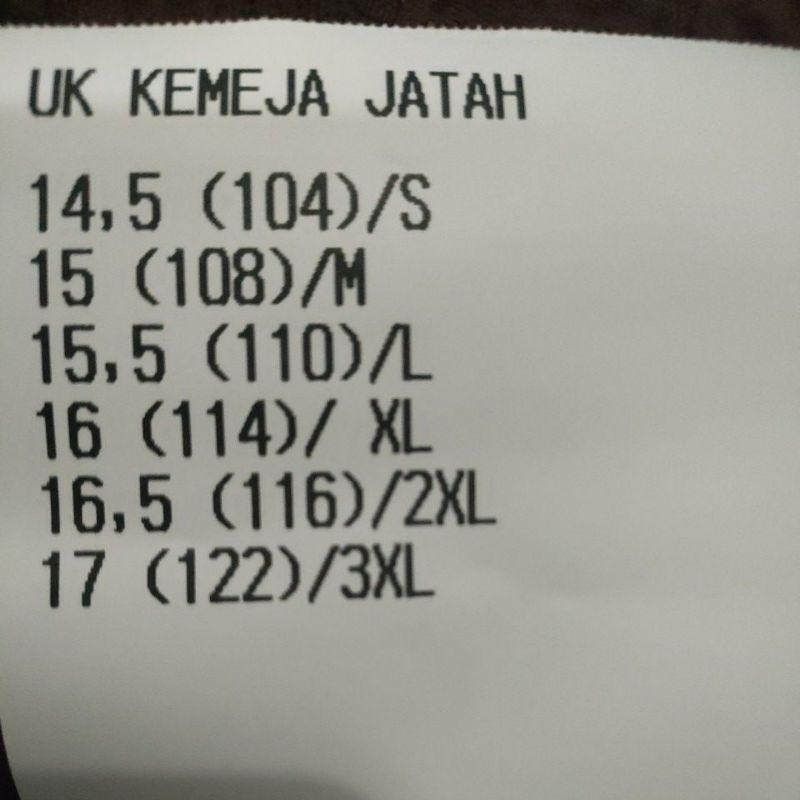 UK KEMEJA JATAH
14,5 (104)/S
15 (108)/M
15,5 (110)/L
16 (114)/ XL
16,5 (116)/2XL
17 (122)/3XL